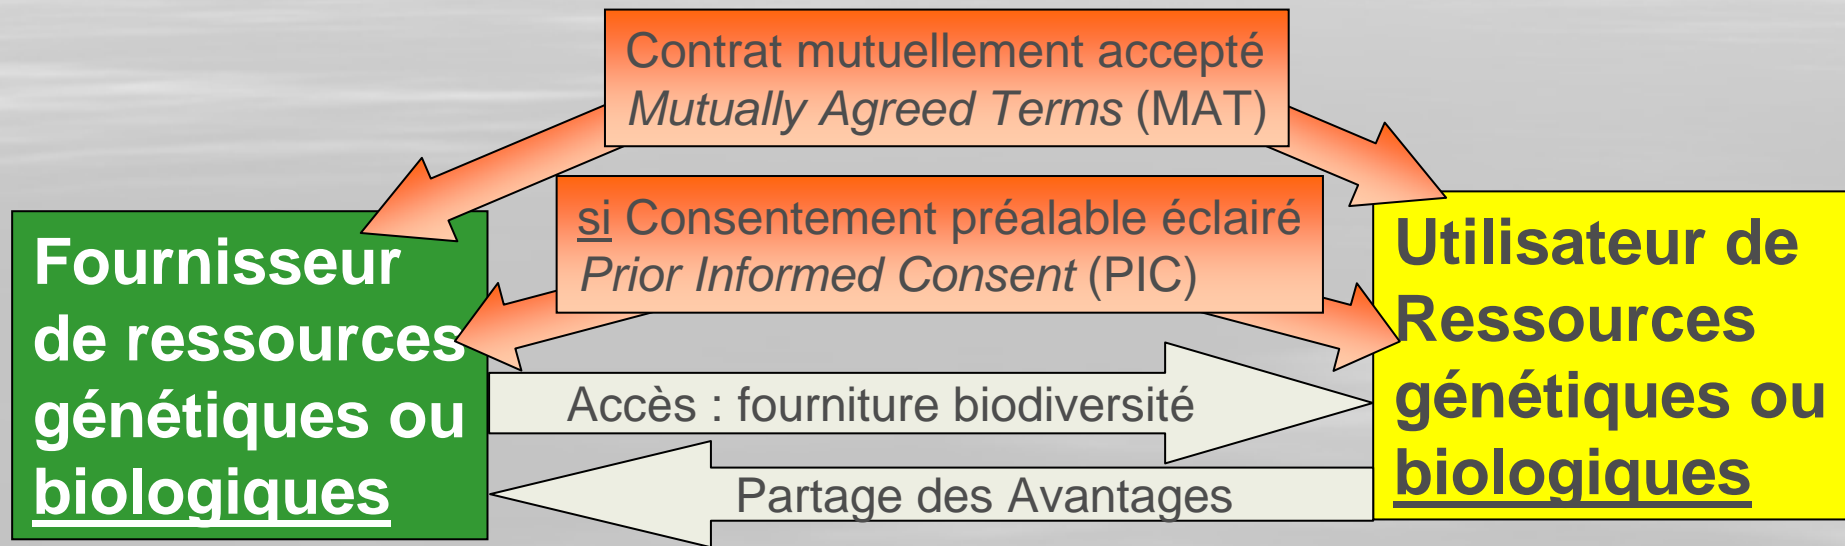 Contrat mutuellement accepté
Mutually Agreed Terms (MAT)
si Consentement préalable éclairé
Prior Informed Consent (PIC)
Fournisseur
de ressources
génétiques ou
biologiques
Accès : fourniture biodiversité
Partage des Avantages
Utilisateur de
Ressources
génétiques ou
biologiques